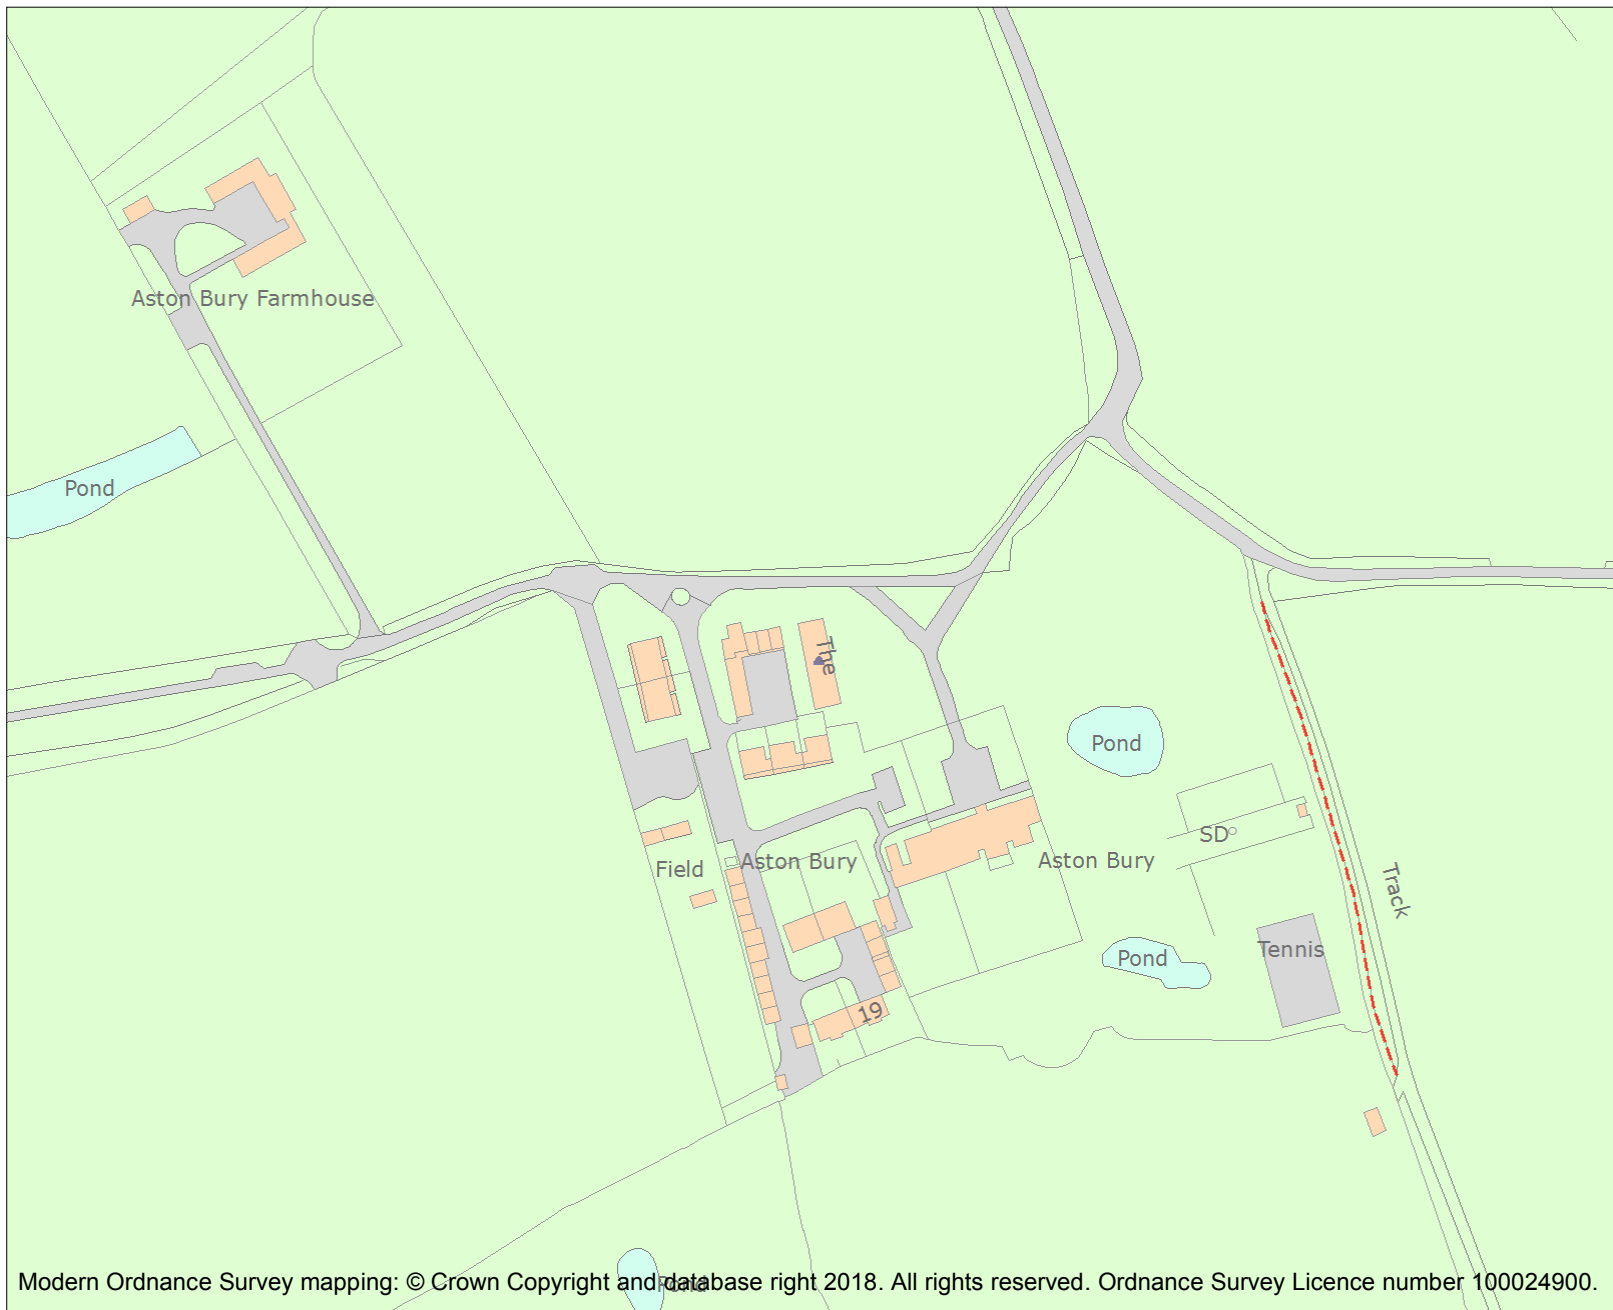 Aston Bury Farmhouse
Pond
The
Pond
SD
Aston Bury
Aston Bury
Field
Track
Tennis
Pond
19
Pond
Modern Ordnance Survey mapping: © Crown Copyright and database right 2018. All rights reserved. Ordnance Survey Licence number 100024900.